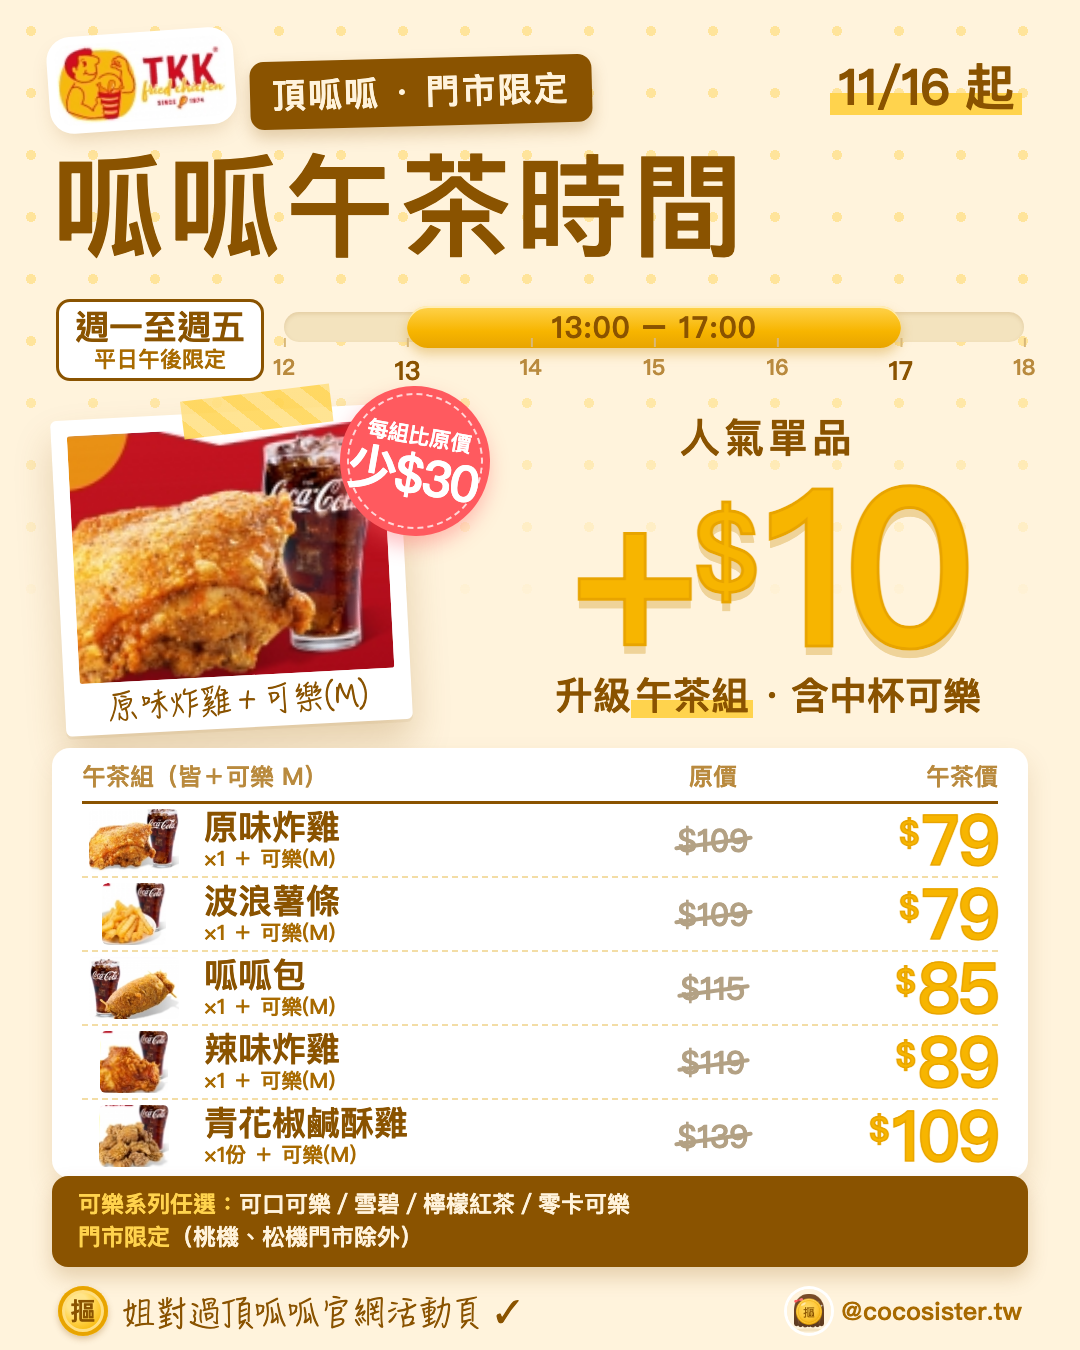 TKK
fried chicken
SINCE 1974
頂呱呱 · 門市限定
11/16 起
呱呱午茶時間
週一至週五
平日午後限定
13:00 — 17:00
12 13 14 15 16 17 18
每組比原價
少$30
Coca-Cola
原味炸雞 + 可樂(M)
人氣單品
+$10
升級午茶組 · 含中杯可樂
午茶組（皆+可樂 M） 原價 午茶價
原味炸雞 $109 $79
×1 + 可樂(M)
波浪薯條 $109 $79
×1 + 可樂(M)
呱呱包 $115 $85
×1 + 可樂(M)
辣味炸雞 $119 $89
×1 + 可樂(M)
青花椒鹹酥雞 $139 $109
×1份 + 可樂(M)
可樂系列任選：可口可樂 / 雪碧 / 檸檬紅茶 / 零卡可樂
門市限定（桃機、松機門市除外）
摳 姐對過頂呱呱官網活動頁 ✓
摳 @cocosister.tw